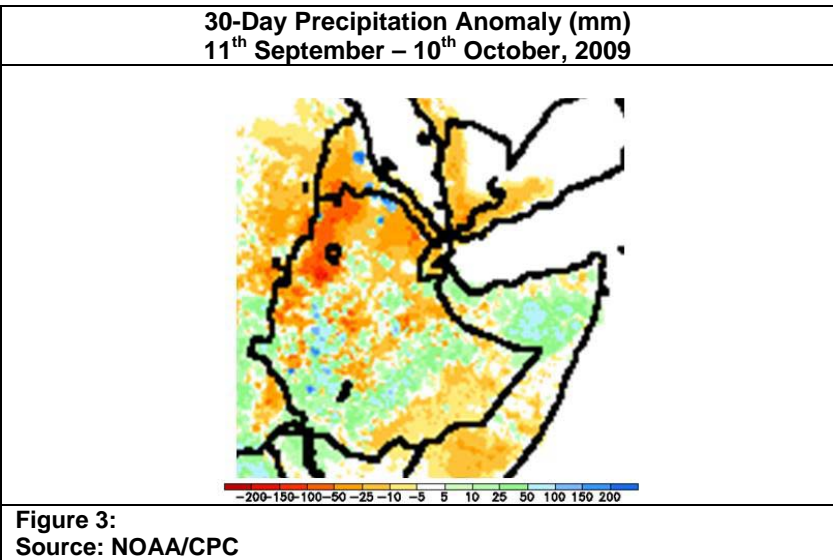 30-Day Precipitation Anomaly (mm)
11th September – 10th October, 2009
−200−150−100−50 −25 −10 −5 5 10 25 50 100 150 200
Figure 3:
Source: NOAA/CPC